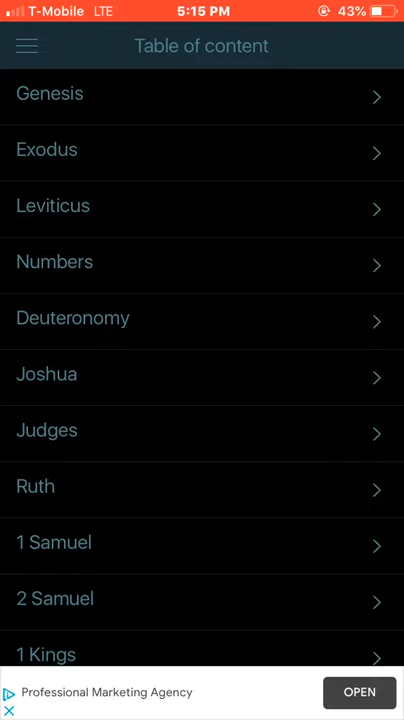 T-Mobile LTE 5:15 PM 43%
Table of content
Genesis
Exodus
Leviticus
Numbers
Deuteronomy
Joshua
Judges
Ruth
1 Samuel
2 Samuel
1 Kings
Professional Marketing Agency OPEN